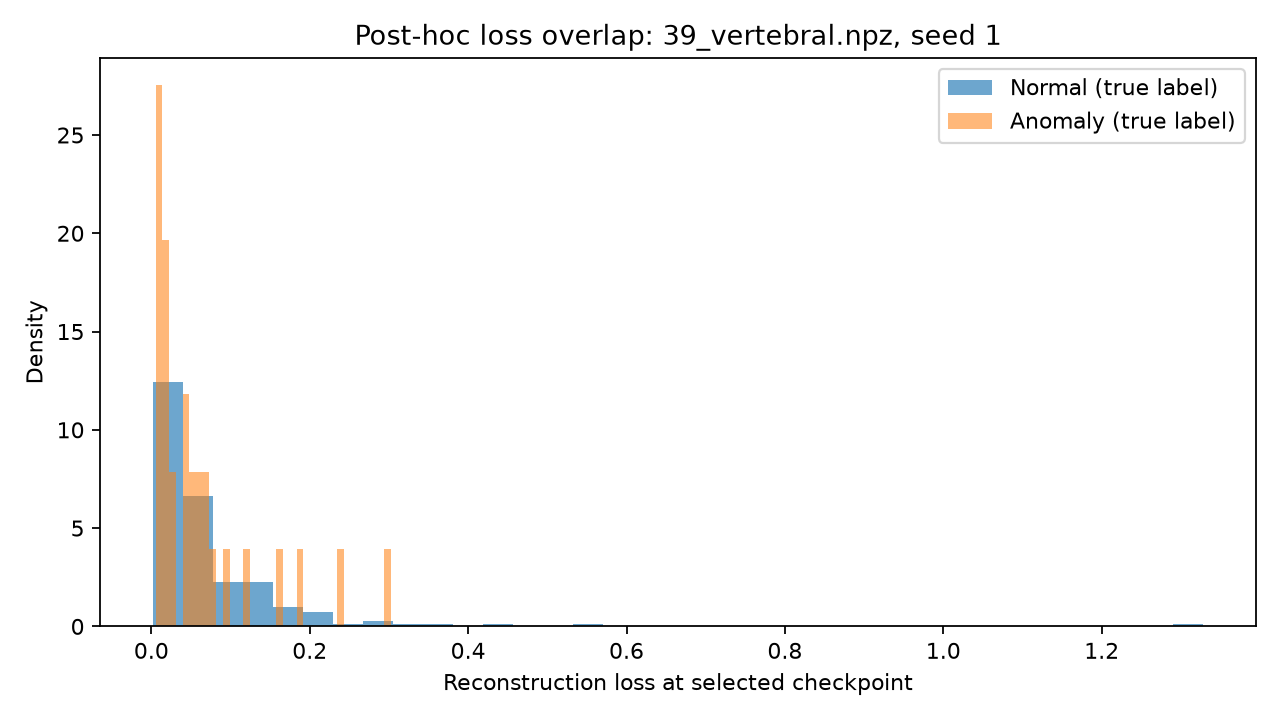 Post-hoc loss overlap: 39_vertebral.npz, seed 1
Normal (true label)
Anomaly (true label)
Density
25
20
15
10
5
0
0.0 0.2 0.4 0.6 0.8 1.0 1.2
Reconstruction loss at selected checkpoint